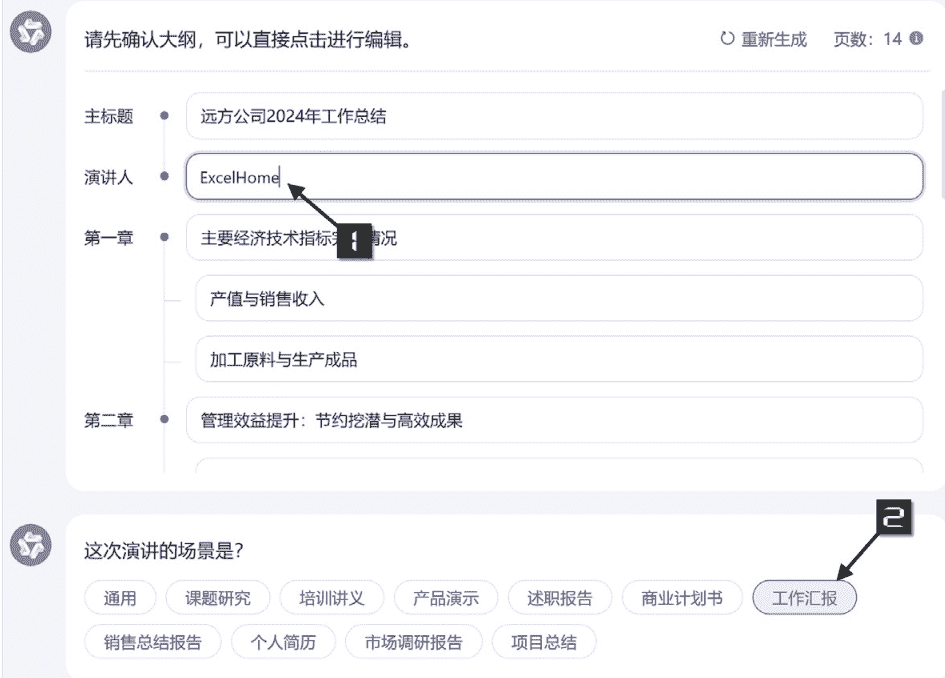 请先确认大纲，可以直接点击进行编辑。 重新生成 页数：14
主标题 远方公司2024年工作总结
演讲人 ExcelHome
1
第一章 主要经济技术指标完 情况
产值与销售收入
加工原料与生产成品
第二章 管理效益提升：节约挖潜与高效成果
2
这次演讲的场景是？
通用 课题研究 培训讲义 产品演示 述职报告 商业计划书 工作汇报
销售总结报告 个人简历 市场调研报告 项目总结